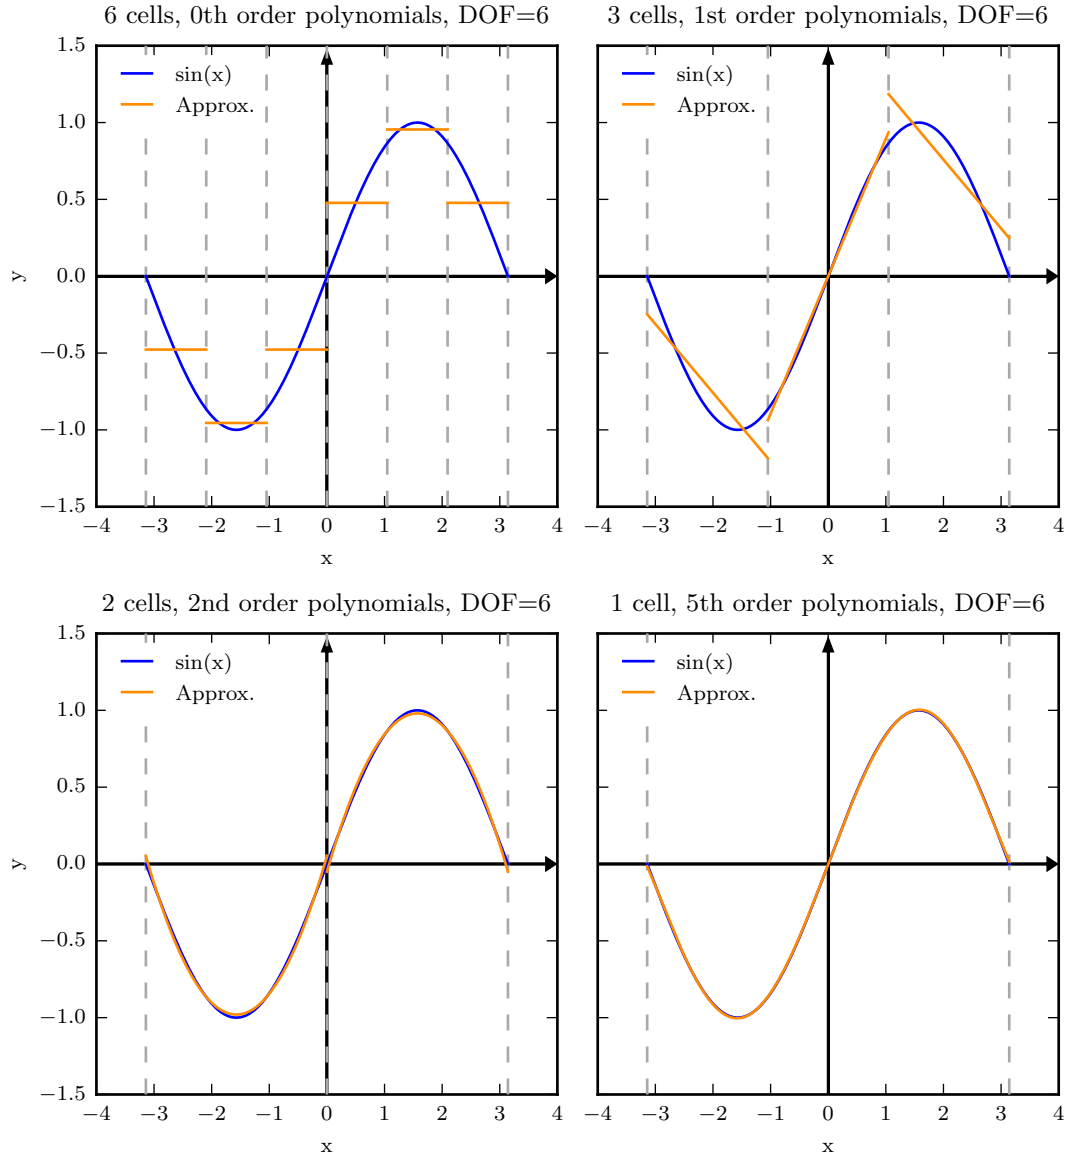 6 cells, 0th order polynomials, DOF=6
1.5
sin(x)
Approx.
1.0
0.5
0.0
−0.5
−1.0
−1.5
y
−4 −3 −2 −1 0 1 2 3 4
x
3 cells, 1st order polynomials, DOF=6
sin(x)
Approx.
−4 −3 −2 −1 0 1 2 3 4
x
2 cells, 2nd order polynomials, DOF=6
1.5
sin(x)
Approx.
1.0
0.5
0.0
−0.5
−1.0
−1.5
y
−4 −3 −2 −1 0 1 2 3 4
x
1 cell, 5th order polynomials, DOF=6
sin(x)
Approx.
−4 −3 −2 −1 0 1 2 3 4
x